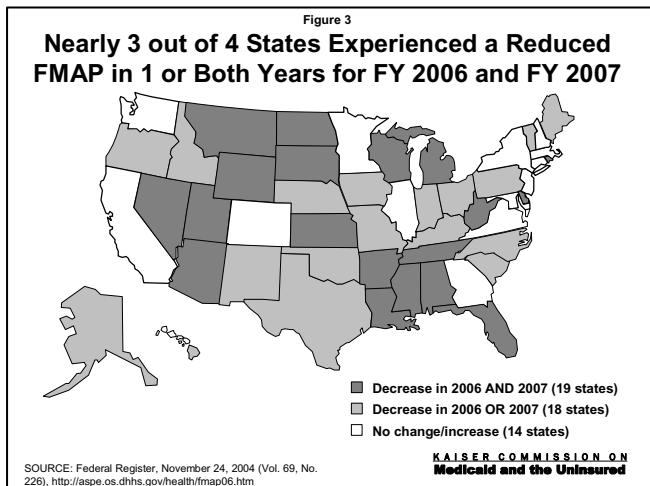 Figure 3
Nearly 3 out of 4 States Experienced a Reduced
FMAP in 1 or Both Years for FY 2006 and FY 2007
Decrease in 2006 AND 2007 (19 states)
Decrease in 2006 OR 2007 (18 states)
No change/increase (14 states)
SOURCE: Federal Register, November 24, 2004 (Vol. 69, No.
226), http://aspe.os.dhhs.gov/health/fmap06.htm
KAISER COMMISSION ON
Medicaid and the Uninsured